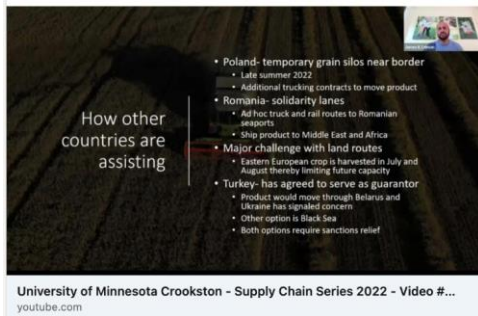 How other
countries are
assisting
• Poland- temporary grain silos near border
• Late summer 2022
• Additional trucking contracts to move product
• Romania- solidarity lanes
• Ad hoc truck and rail routes to Romanian
seaports
• Ship product to Middle East and Africa
• Major challenge with land routes
• Eastern European crop is harvested in July and
August thereby limiting future capacity
• Turkey- has agreed to serve as guarantor
• Product would move through Belarus and
Ukraine has signaled concern
• Other option is Black Sea
• Both options require sanctions relief
University of Minnesota Crookston - Supply Chain Series 2022 - Video #...
youtube.com